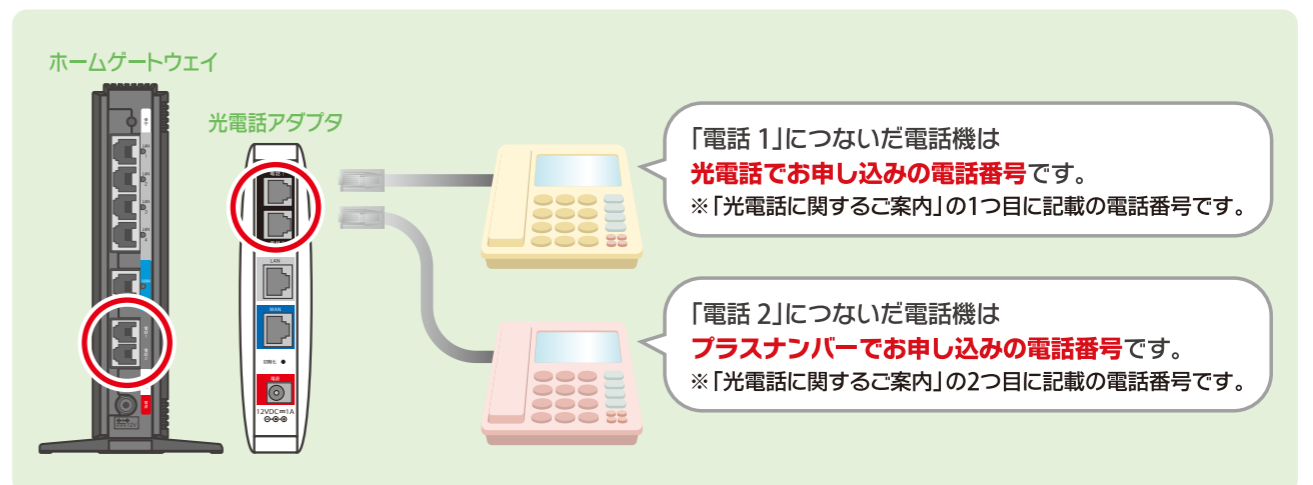 ホームゲートウェイ
光電話アダプタ
LAN
WAN
初期化
電源
12VDC 1A
「電話 1」につないだ電話機は
光電話でお申し込みの電話番号です。
※「光電話に関するご案内」の1つ目に記載の電話番号です。
「電話 2」につないだ電話機は
プラスナンバーでお申し込みの電話番号です。
※「光電話に関するご案内」の2つ目に記載の電話番号です。